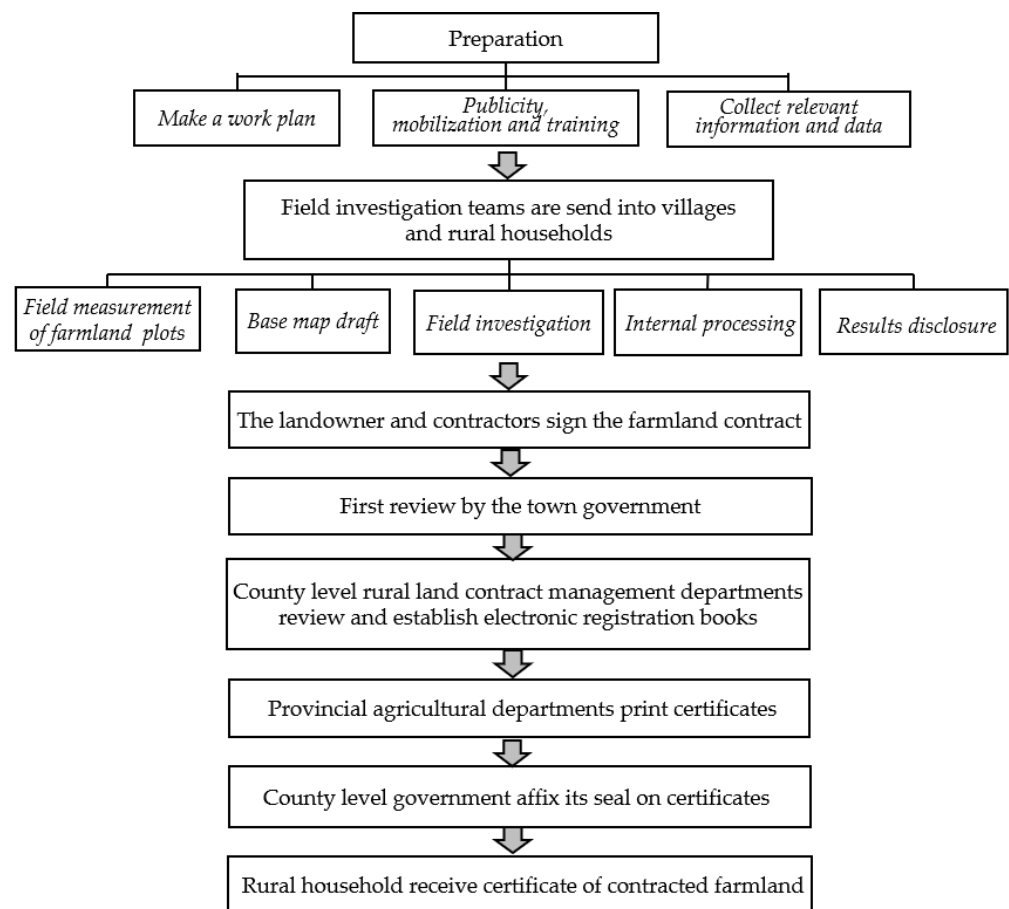 Preparation
Make a work plan
Publicity,
mobilization and training
Collect relevant
information and data
Field investigation teams are send into villages
and rural households
Field measurement
of farmland plots
Base map draft
Field investigation
Internal processing
Results disclosure
The landowner and contractors sign the farmland contract
First review by the town government
County level rural land contract management departments
review and establish electronic registration books
Provincial agricultural departments print certificates
County level government affix its seal on certificates
Rural household receive certificate of contracted farmland